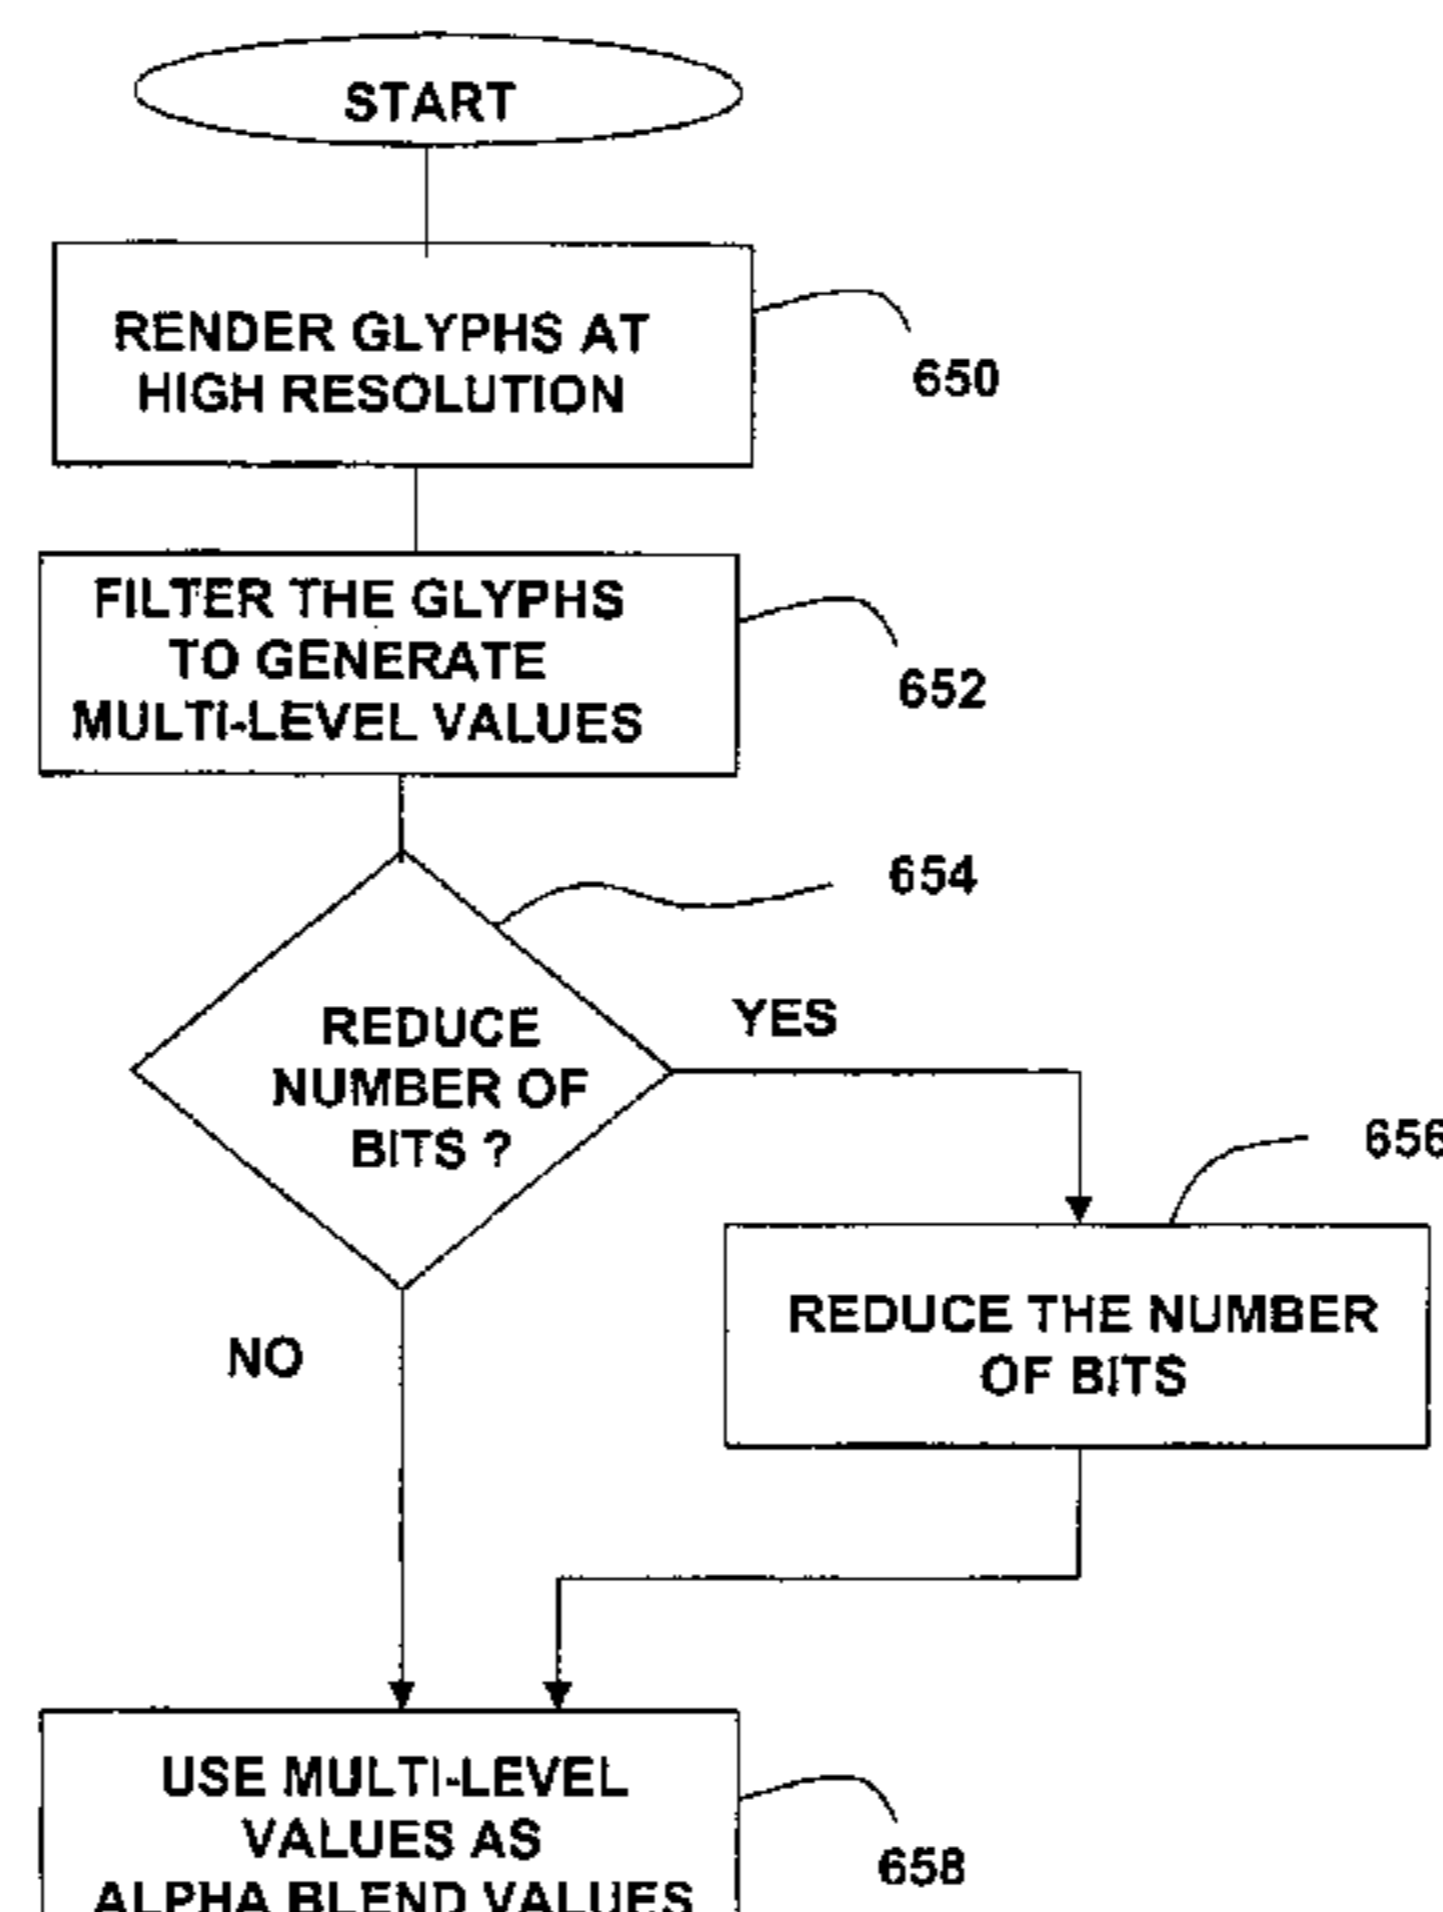 START
RENDER GLYPHS AT
HIGH RESOLUTION
650
FILTER THE GLYPHS
TO GENERATE
MULTI-LEVEL VALUES
652
654
REDUCE
NUMBER OF
BITS ?
YES
656
REDUCE THE NUMBER
OF BITS
NO
USE MULTI-LEVEL
VALUES AS
ALPHA BLEND VALUES
658